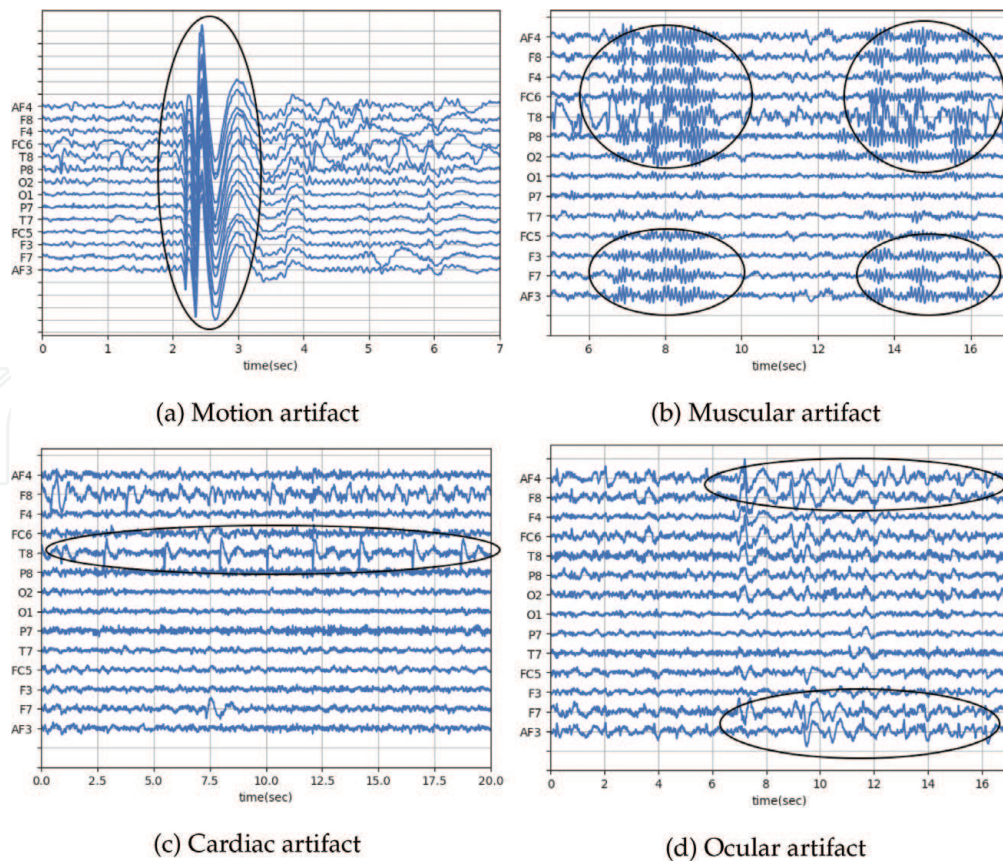 AF4
F8
F4
FC6
T8
P8
O2
O1
P7
T7
FC5
F3
F7
AF3
0 1 2 3 4 5 6 7
time(sec)
(a) Motion artifact
AF4
F8
F4
FC6
T8
P8
O2
O1
P7
T7
FC5
F3
F7
AF3
6 8 10 12 14 16
time(sec)
(b) Muscular artifact
AF4
F8
F4
FC6
T8
P8
O2
O1
P7
T7
FC5
F3
F7
AF3
0.0 2.5 5.0 7.5 10.0 12.5 15.0 17.5 20.0
time(sec)
(c) Cardiac artifact
AF4
F8
F4
FC6
T8
P8
O2
O1
P7
T7
FC5
F3
F7
AF3
0 2 4 6 8 10 12 14 16
time(sec)
(d) Ocular artifact